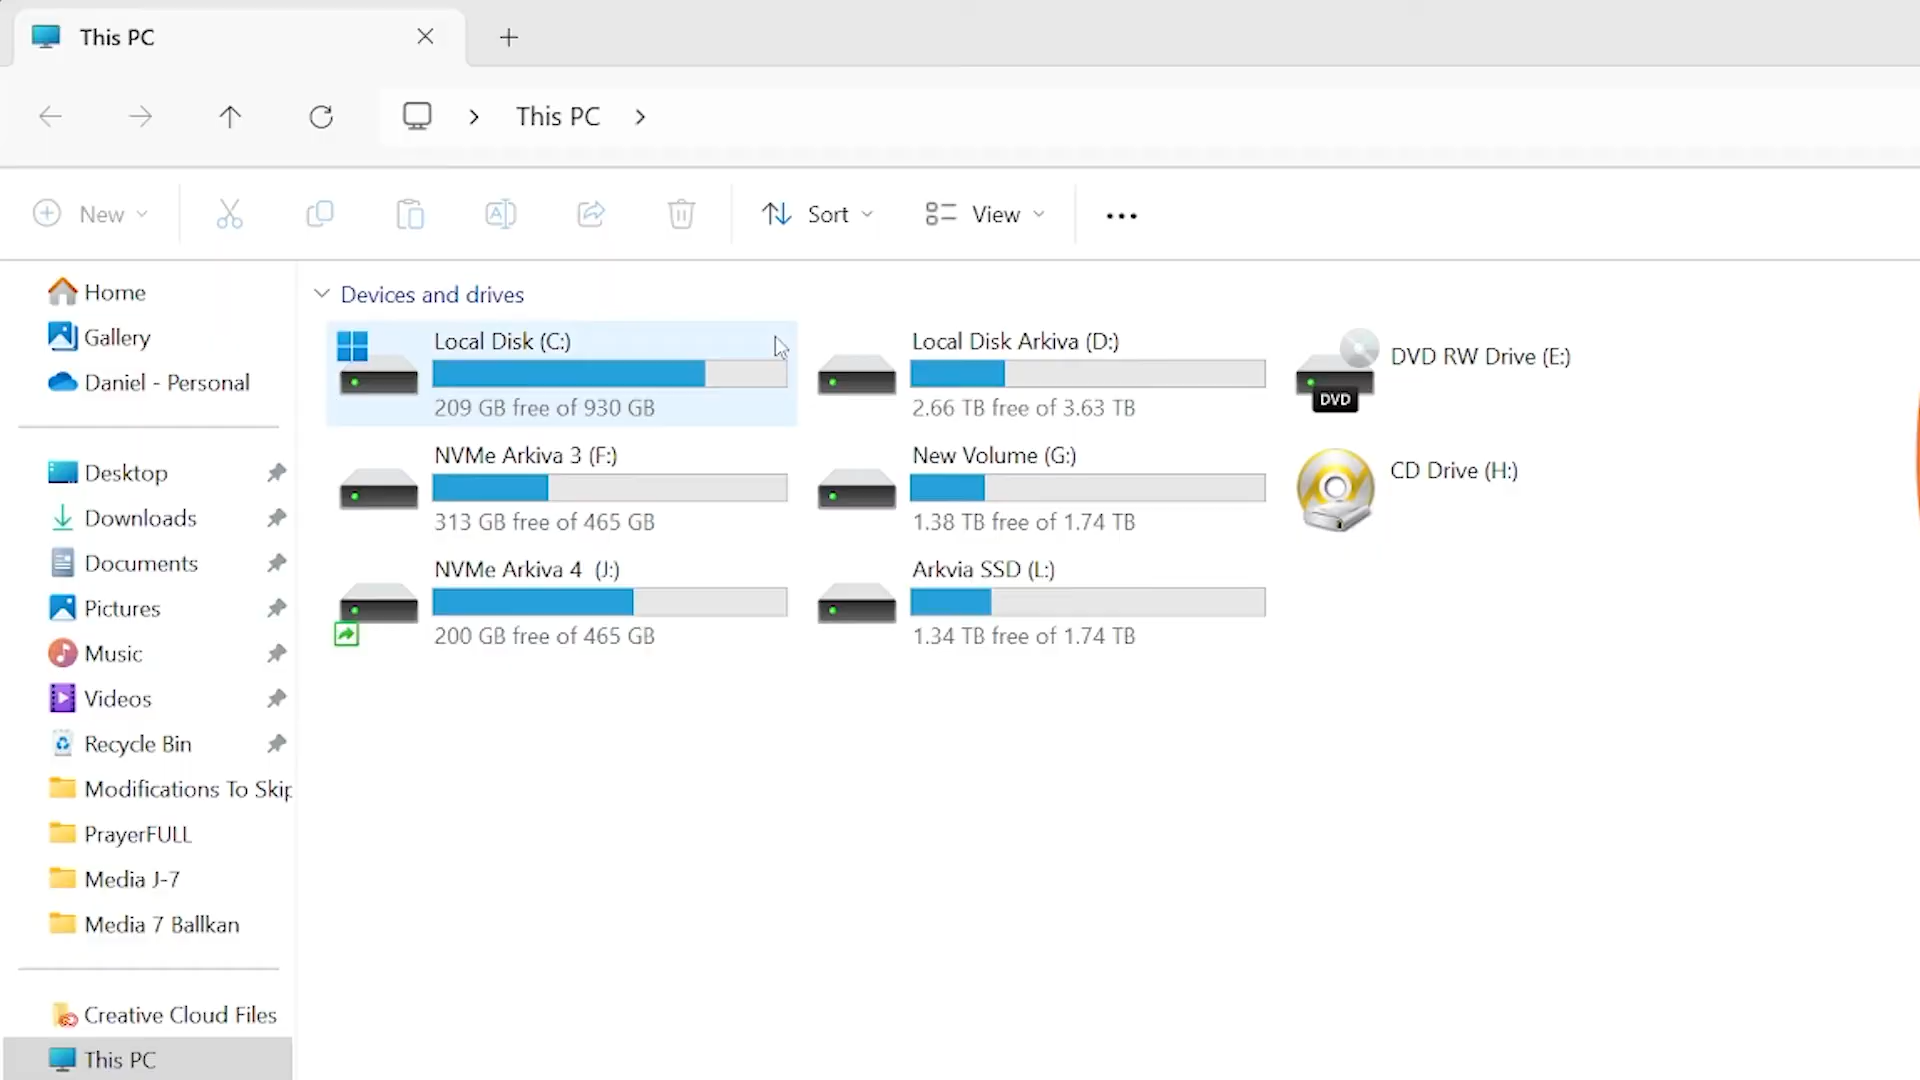 This PC
This PC
New
Sort
View
Home
Gallery
Daniel - Personal
Desktop
Downloads
Documents
Pictures
Music
Videos
Recycle Bin
Modifications To Skip
PrayerFULL
Media J-7
Media 7 Ballkan
Creative Cloud Files
This PC
Devices and drives
Local Disk (C:)
209 GB free of 930 GB
Local Disk Arkiva (D:)
2.66 TB free of 3.63 TB
DVD
DVD RW Drive (E:)
NVMe Arkiva 3 (F:)
313 GB free of 465 GB
New Volume (G:)
1.38 TB free of 1.74 TB
CD Drive (H:)
NVMe Arkiva 4 (J:)
200 GB free of 465 GB
Arkvia SSD (L:)
1.34 TB free of 1.74 TB